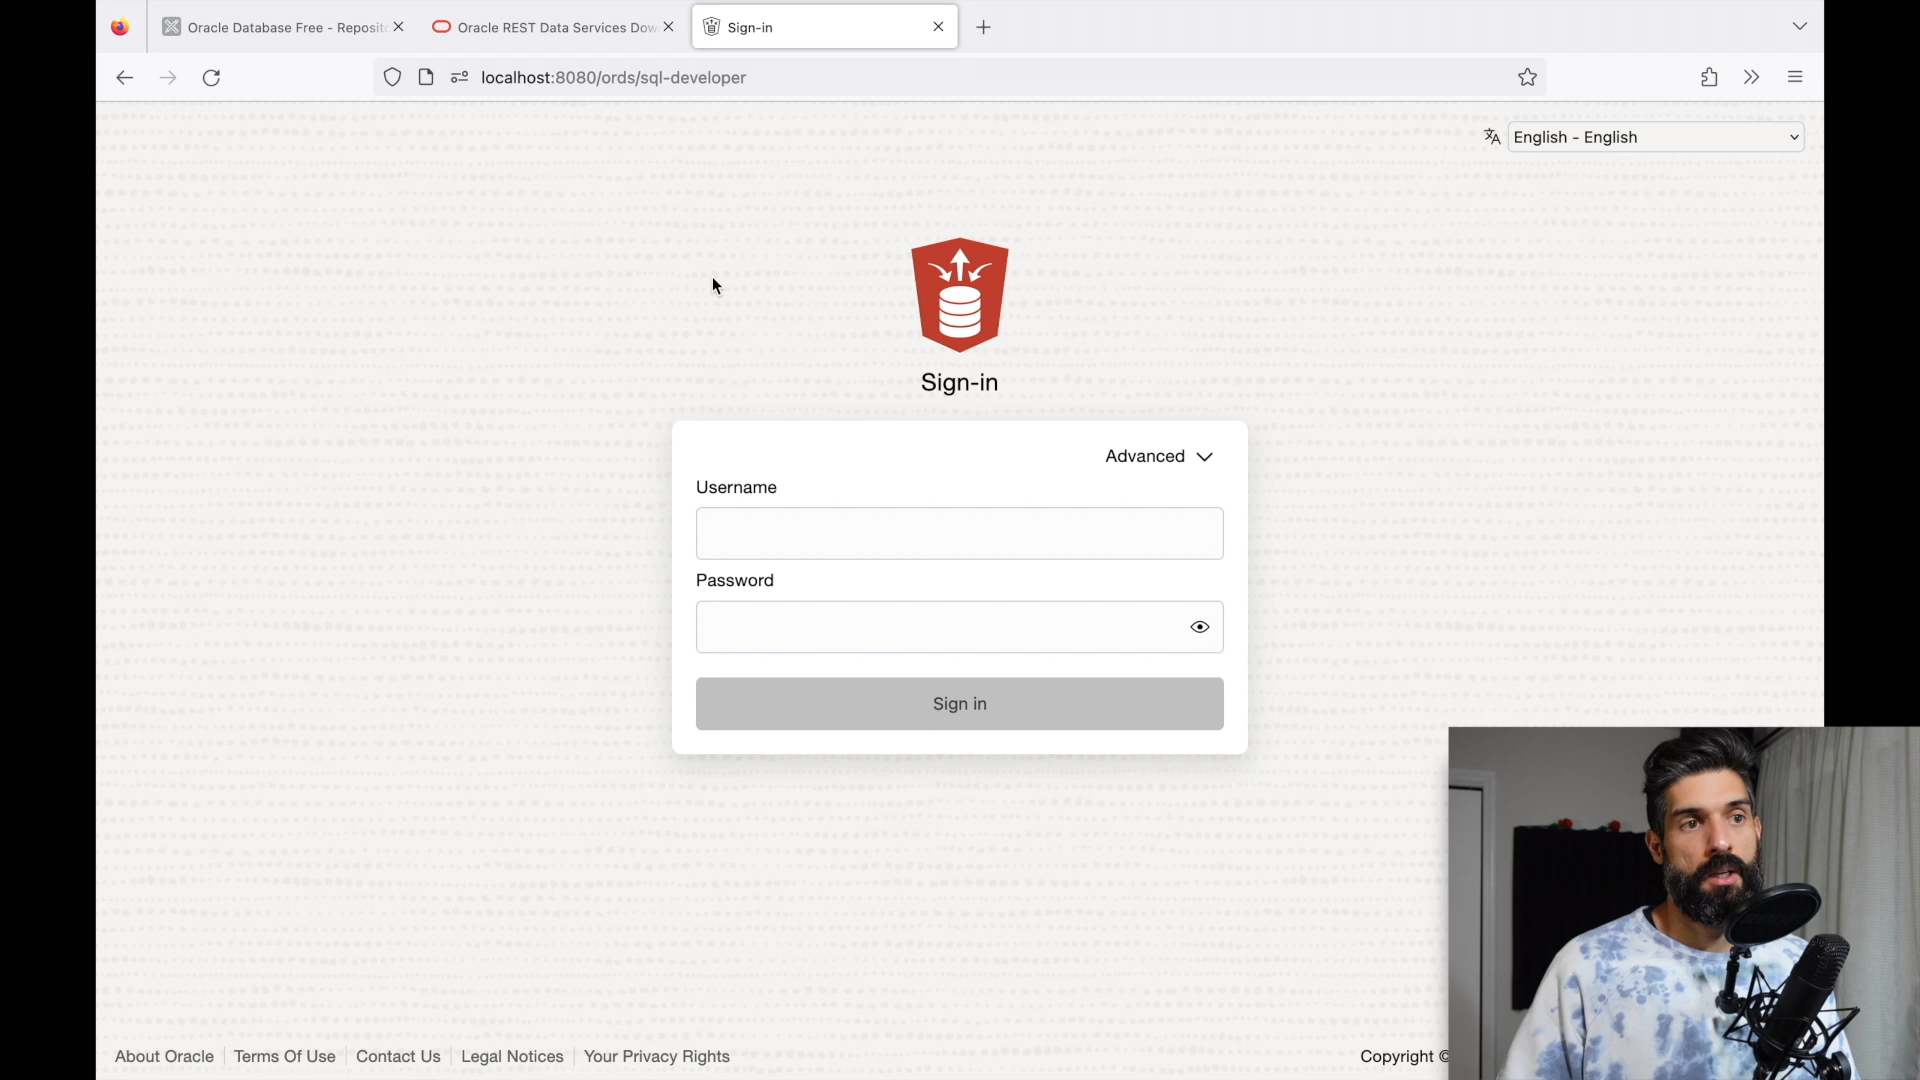 Oracle Database Free - Reposit
Oracle REST Data Services Dow
Sign-in
localhost:8080/ords/sql-developer
English - English
Sign-in
Advanced
Username
Password
Sign in
About Oracle
Terms Of Use
Contact Us
Legal Notices
Your Privacy Rights
Copyright ©